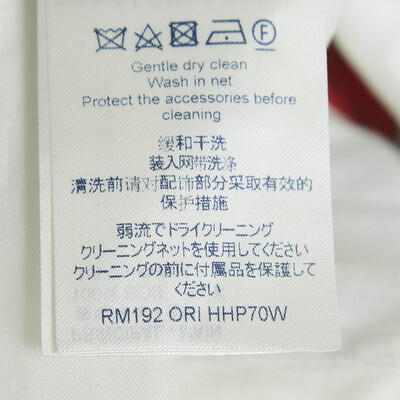 Gentle dry clean
Wash in net
Protect the accessories before
cleaning
缓和干洗
装入网带洗涤
清洗前请对配饰部分采取有效的
保护措施
弱流でドライクリーニング
クリーニングネットを使用してください
クリーニングの前に付属品を保護して
ください
RM192 ORI HHP70W